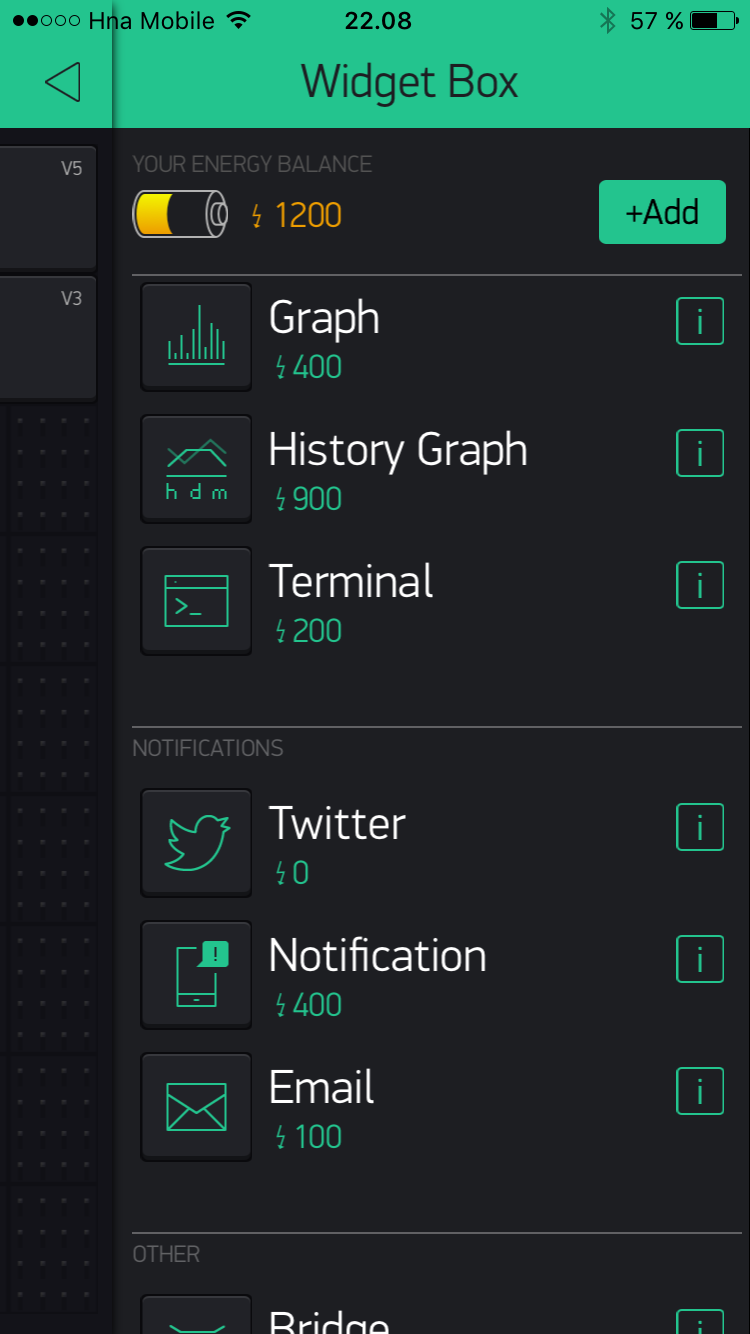 Hna Mobile 22.08 57 %
Widget Box
V5
V3
YOUR ENERGY BALANCE
1200
+Add
Graph
i
400
History Graph
i
h d m
900
Terminal
i
>_
200
NOTIFICATIONS
Twitter
i
0
Notification
i
!
400
Email
i
100
OTHER
Bridge
i